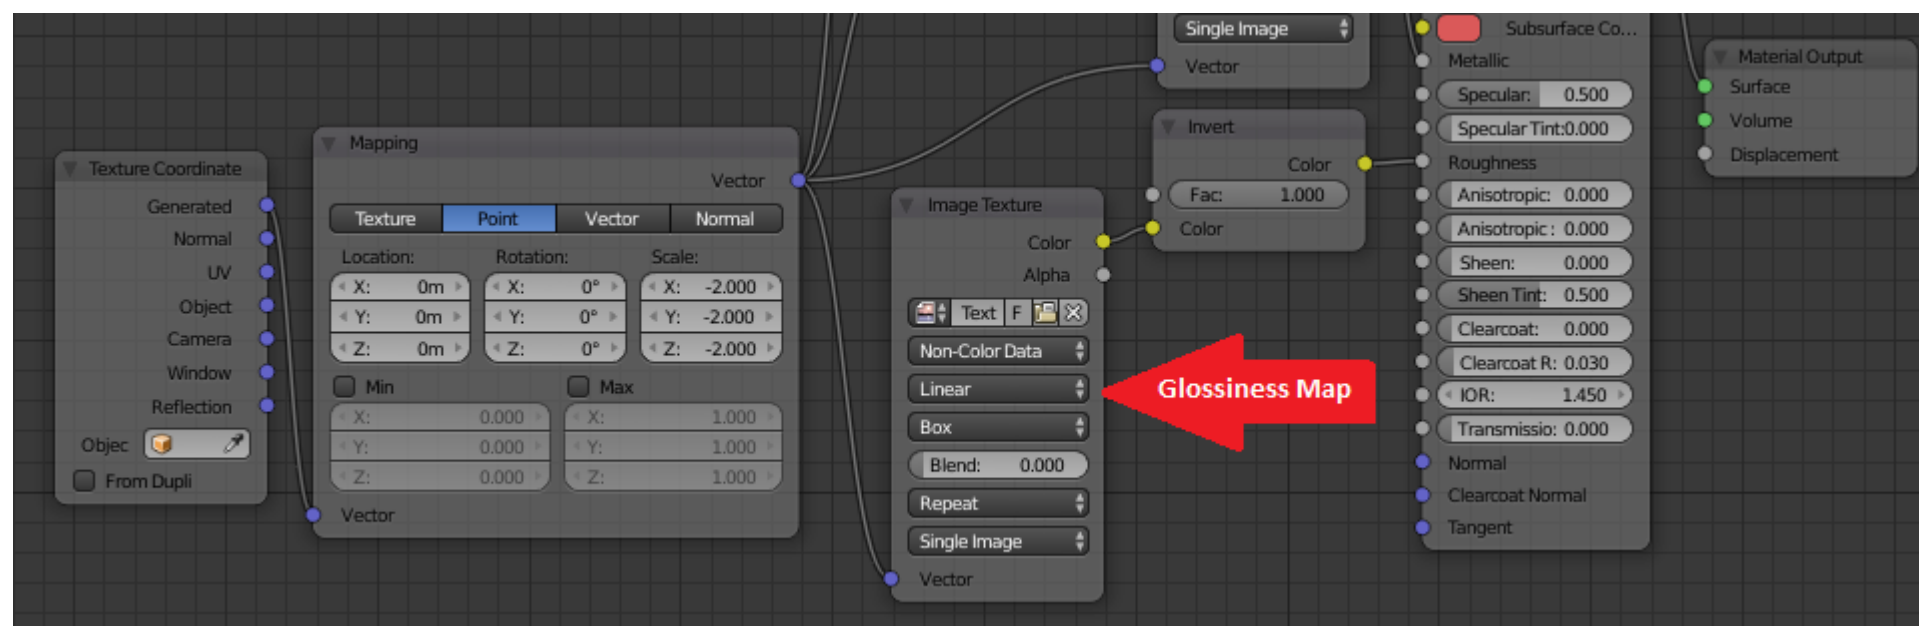 Texture Coordinate
Generated
Normal
UV
Object
Camera
Window
Reflection
Objec
From Dupli
Mapping
Vector
Texture Point Vector Normal
Location: Rotation: Scale:
X: 0m X: 0° X: -2.000
Y: 0m Y: 0° Y: -2.000
Z: 0m Z: 0° Z: -2.000
Min Max
X: 0.000 X: 1.000
Y: 0.000 Y: 1.000
Z: 0.000 Z: 1.000
Vector
Single Image
Vector
Image Texture
Color
Alpha
Text F
Non-Color Data
Linear
Box
Blend: 0.000
Repeat
Single Image
Vector
Invert
Color
Fac: 1.000
Color
Glossiness Map
Subsurface Co...
Metallic
Specular: 0.500
Specular Tint:0.000
Roughness
Anisotropic: 0.000
Anisotropic : 0.000
Sheen: 0.000
Sheen Tint: 0.500
Clearcoat: 0.000
Clearcoat R: 0.030
IOR: 1.450
Transmissio: 0.000
Normal
Clearcoat Normal
Tangent
Material Output
Surface
Volume
Displacement